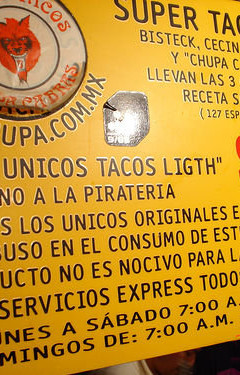 SUPER TA
BISTECK, CECIN
Y "CHUPA C
LLEVAN LAS 3
RECETA S
( 127 ESP
UPA.COM.MX
UNICOS TACOS LIGTH"
NO A LA PIRATERIA
S LOS UNICOS ORIGINALES E
USO EN EL CONSUMO DE EST
UCTO NO ES NOCIVO PARA L
SERVICIOS EXPRESS TODO
UNES A SÁBADO 7:00 A.
MINGOS DE: 7:00 A.M.